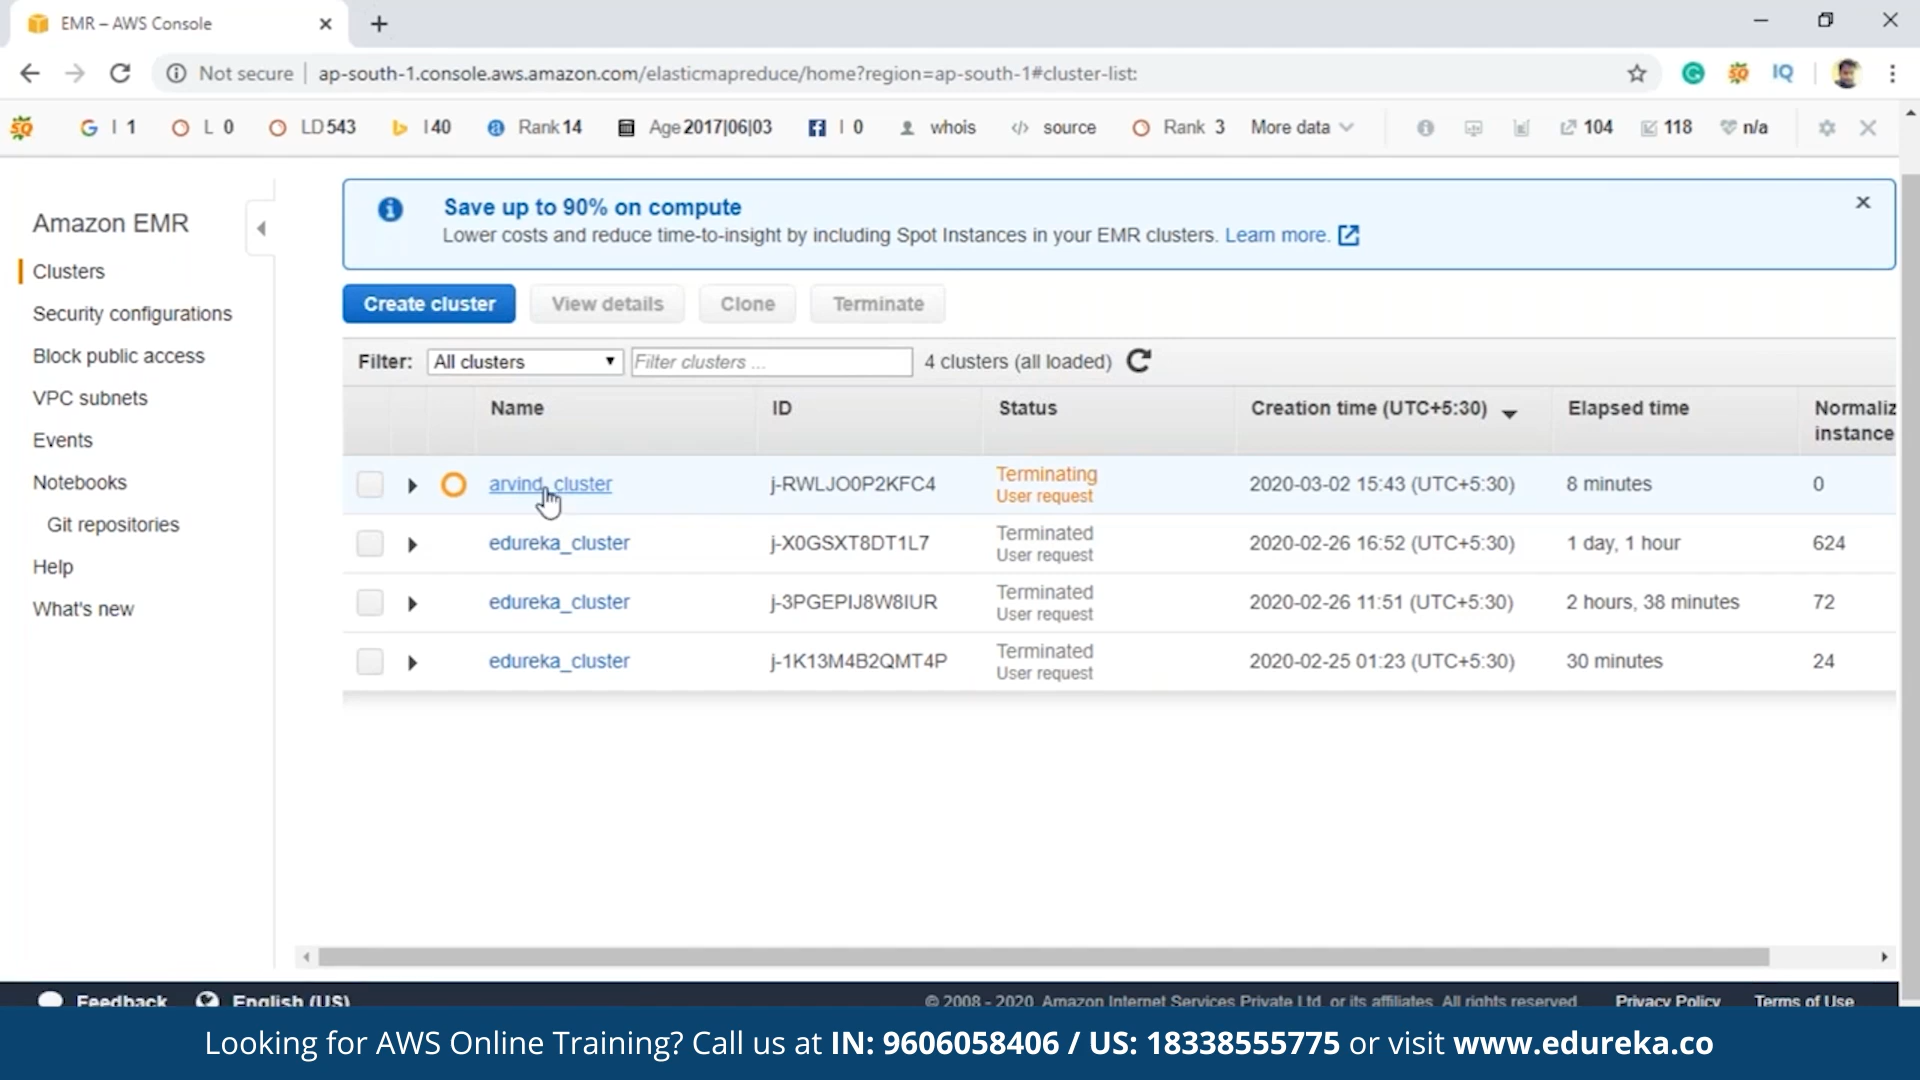 EMR – AWS Console
Not secure ap-south-1.console.aws.amazon.com/elasticmapreduce/home?region=ap-south-1#cluster-list:
I 1 L 0 LD 543 I 40 Rank 14 Age 2017|06|03 I 0 whois source Rank 3 More data 104 118 n/a
Amazon EMR
Clusters
Security configurations
Block public access
VPC subnets
Events
Notebooks
Git repositories
Help
What's new
Save up to 90% on compute
Lower costs and reduce time-to-insight by including Spot Instances in your EMR clusters. Learn more.
Create cluster View details Clone Terminate
Filter: All clusters Filter clusters ... 4 clusters (all loaded)
Name ID Status Creation time (UTC+5:30) Elapsed time Normaliz
instance
arvind_cluster j-RWLJO0P2KFC4 Terminating 2020-03-02 15:43 (UTC+5:30) 8 minutes 0
User request
edureka_cluster j-X0GSXT8DT1L7 Terminated 2020-02-26 16:52 (UTC+5:30) 1 day, 1 hour 624
User request
edureka_cluster j-3PGEPIJ8W8IUR Terminated 2020-02-26 11:51 (UTC+5:30) 2 hours, 38 minutes 72
User request
edureka_cluster j-1K13M4B2QMT4P Terminated 2020-02-25 01:23 (UTC+5:30) 30 minutes 24
User request
Feedback English (US) © 2008 - 2020, Amazon Internet Services Private Ltd. or its affiliates. All rights reserved. Privacy Policy Terms of Use
Looking for AWS Online Training? Call us at IN: 9606058406 / US: 18338555775 or visit www.edureka.co